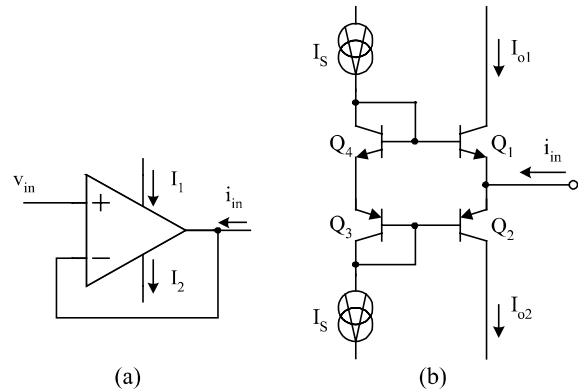 v_in
+
−
I_1
i_in
I_2
(a)
I_S
I_o1
Q_4
Q_1
i_in
Q_3
Q_2
I_S
I_o2
(b)